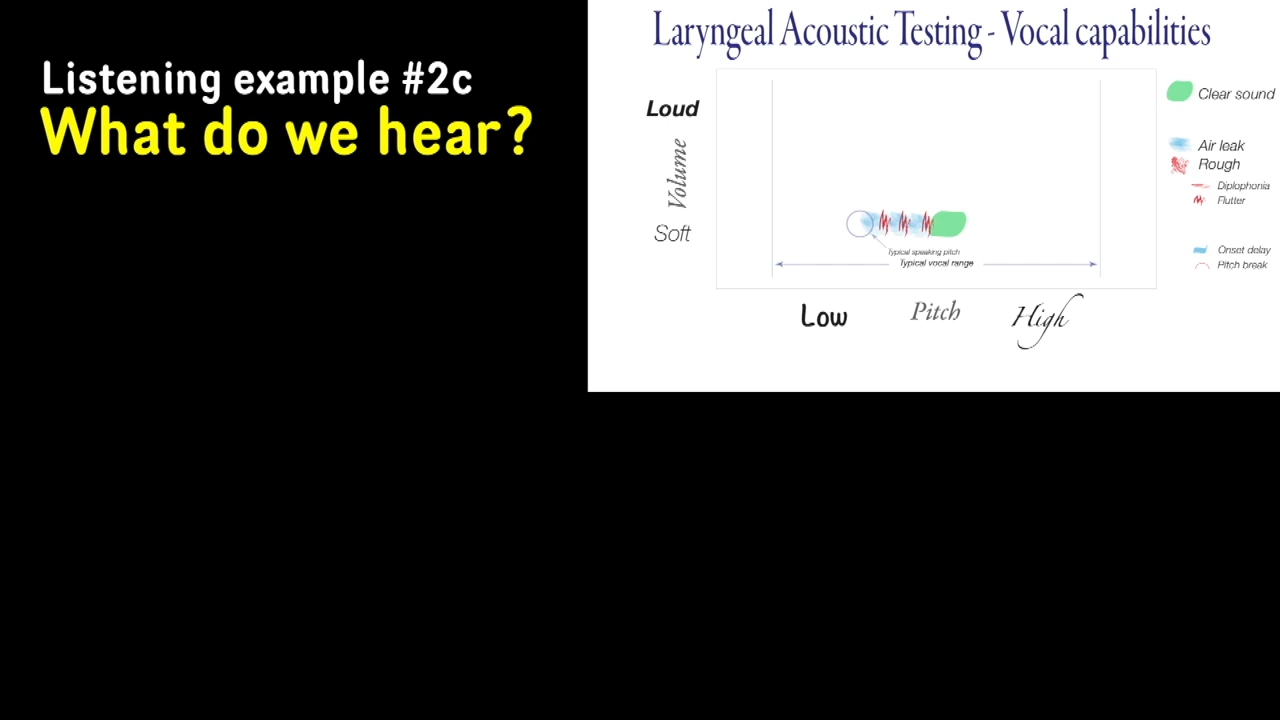 Listening example #2c
What do we hear?
Laryngeal Acoustic Testing - Vocal capabilities
Loud
Volume
Soft
Typical speaking pitch
Typical vocal range
Low
Pitch
High
Clear sound
Air leak
Rough
Diplophonia
Flutter
Onset delay
Pitch break